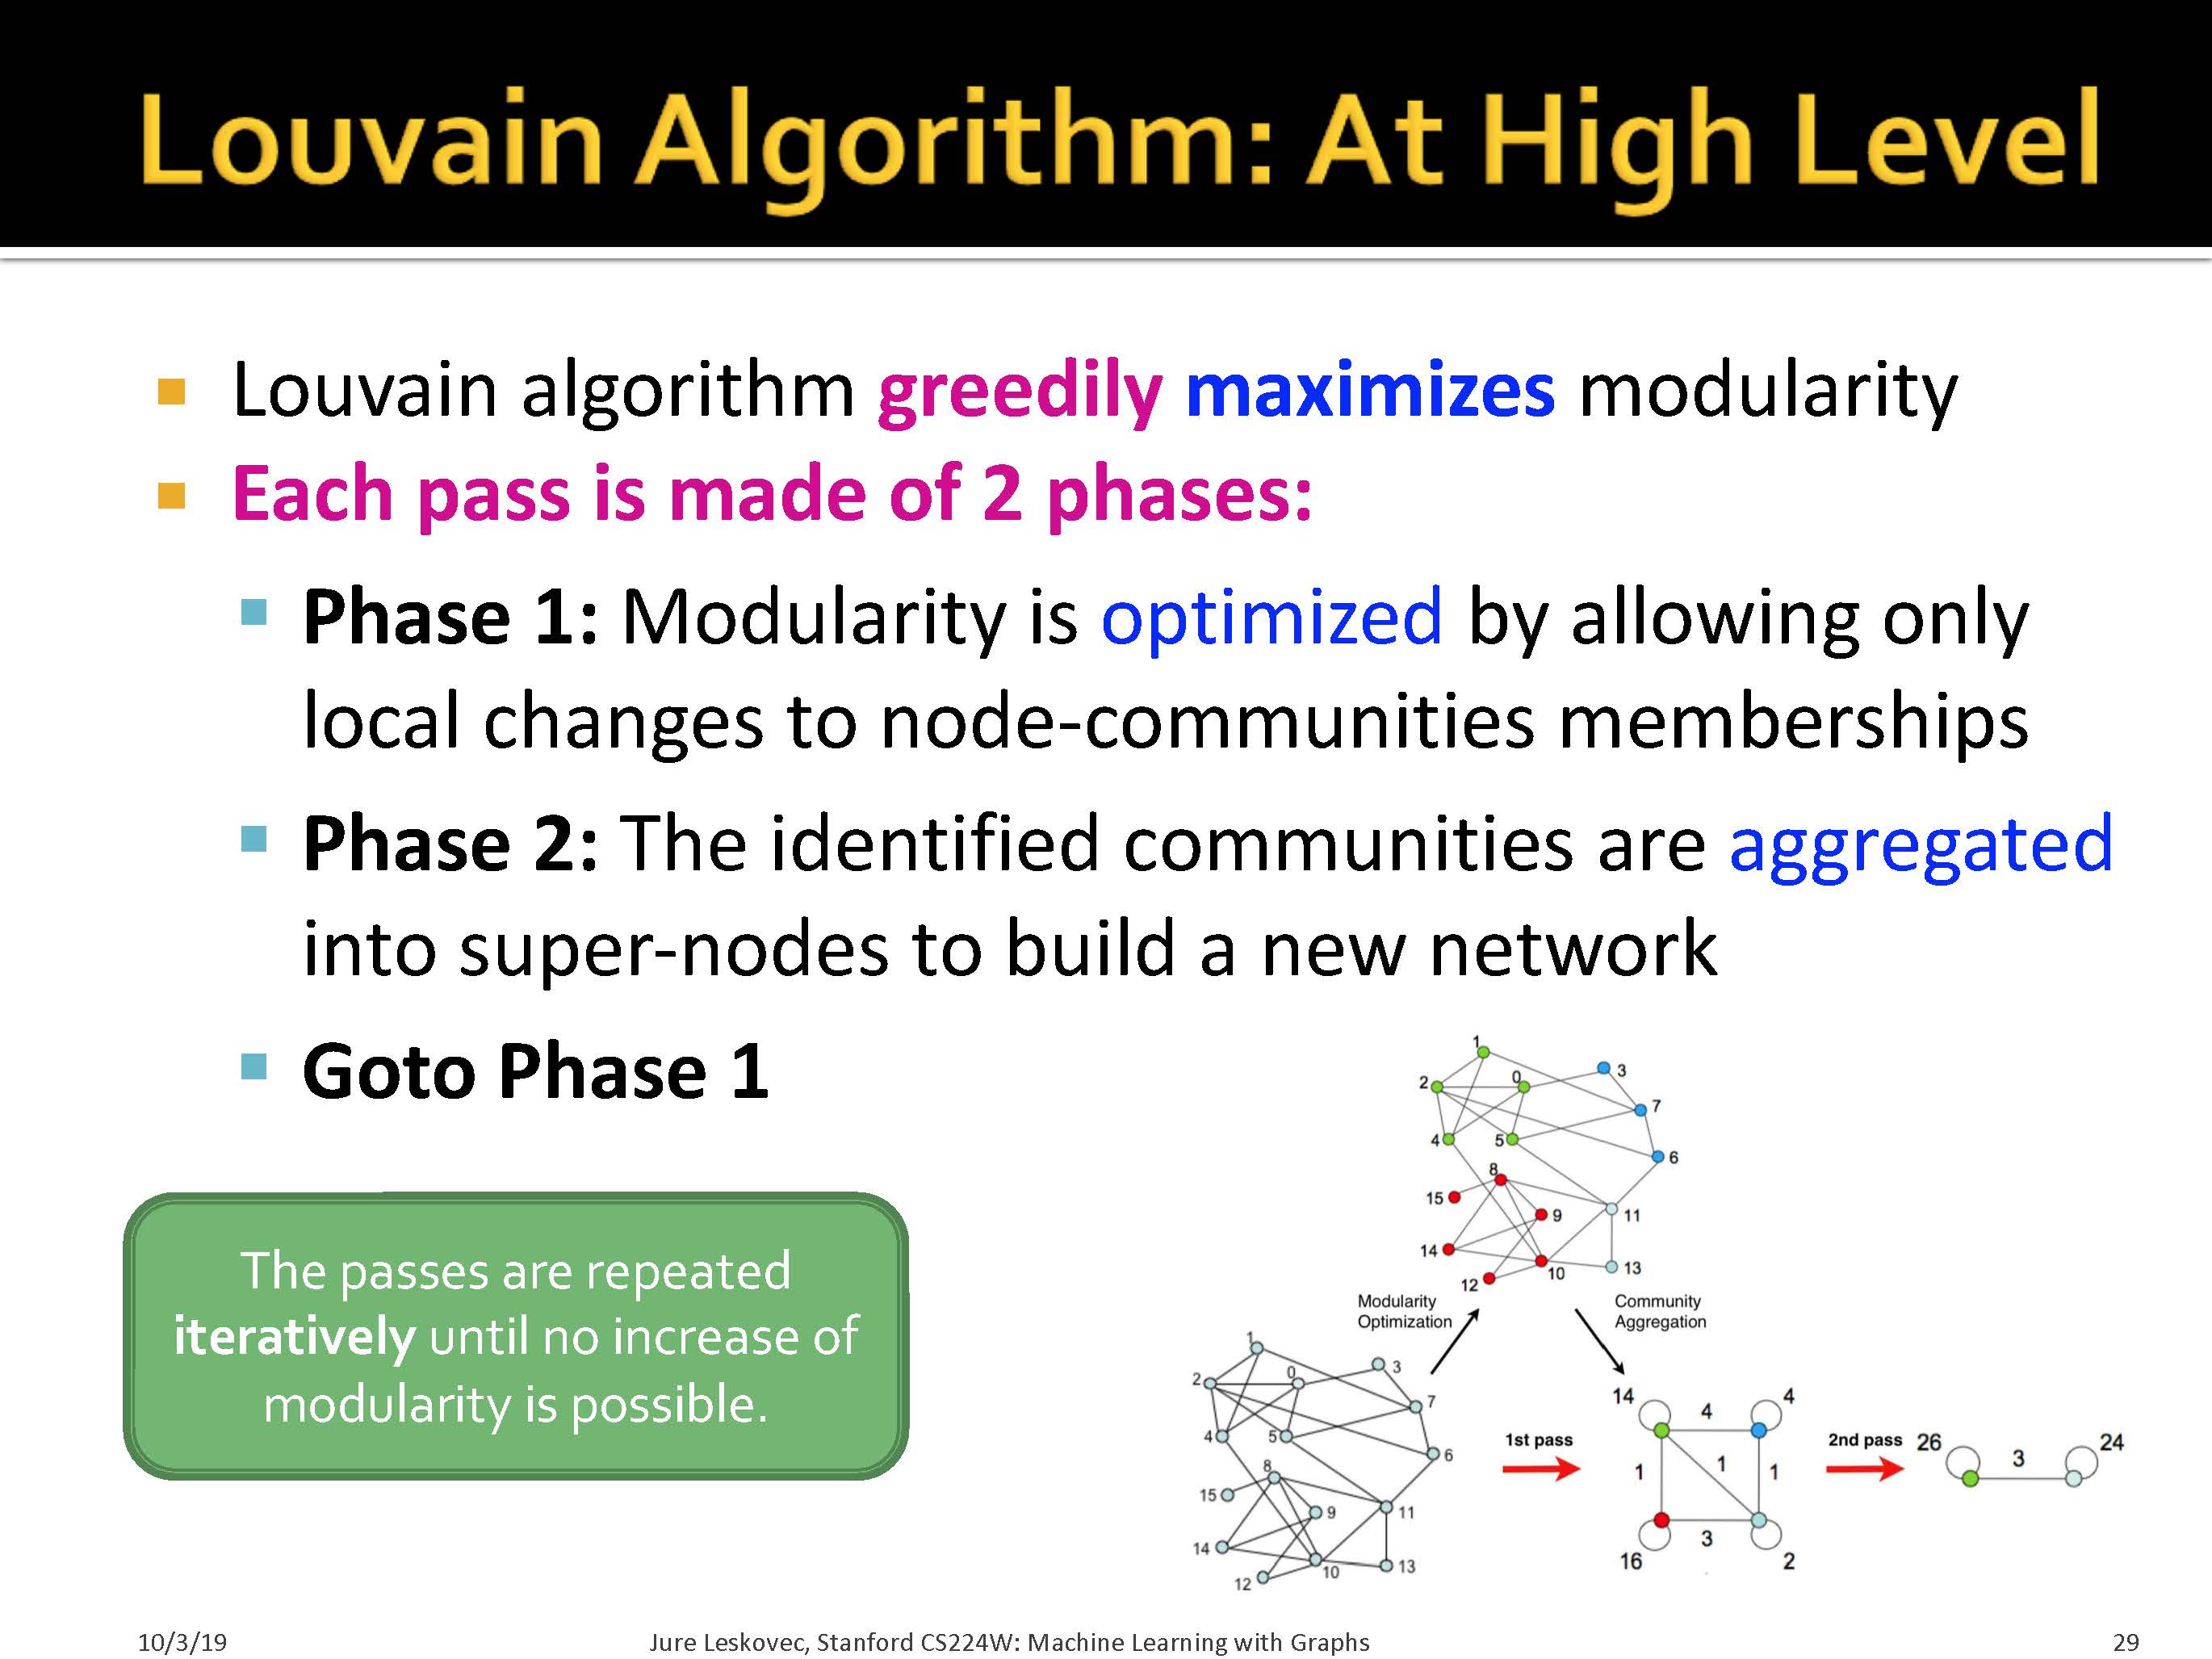 Louvain Algorithm: At High Level
Louvain algorithm greedily maximizes modularity
Each pass is made of 2 phases:
Phase 1: Modularity is optimized by allowing only
local changes to node-communities memberships
Phase 2: The identified communities are aggregated
into super-nodes to build a new network
Goto Phase 1
The passes are repeated
iteratively until no increase of
modularity is possible.
1
3
2
0
7
4
5
6
8
15
9
11
14
10
13
12
Modularity
Optimization
Community
Aggregation
1
3
2
0
7
4
5
6
8
15
9
11
14
10
13
12
1st pass
14
4
4
1
1
1
16
3
2
2nd pass
26
3
24
10/3/19
Jure Leskovec, Stanford CS224W: Machine Learning with Graphs
29